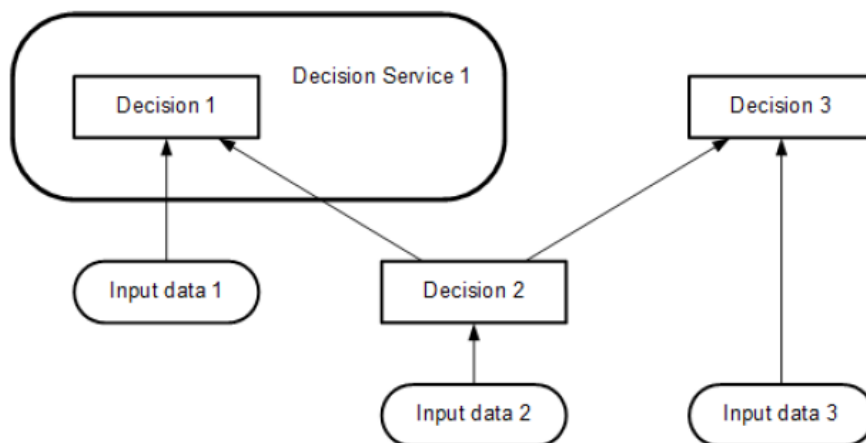 Decision Service 1
Decision 1
Decision 3
Input data 1
Decision 2
Input data 2
Input data 3